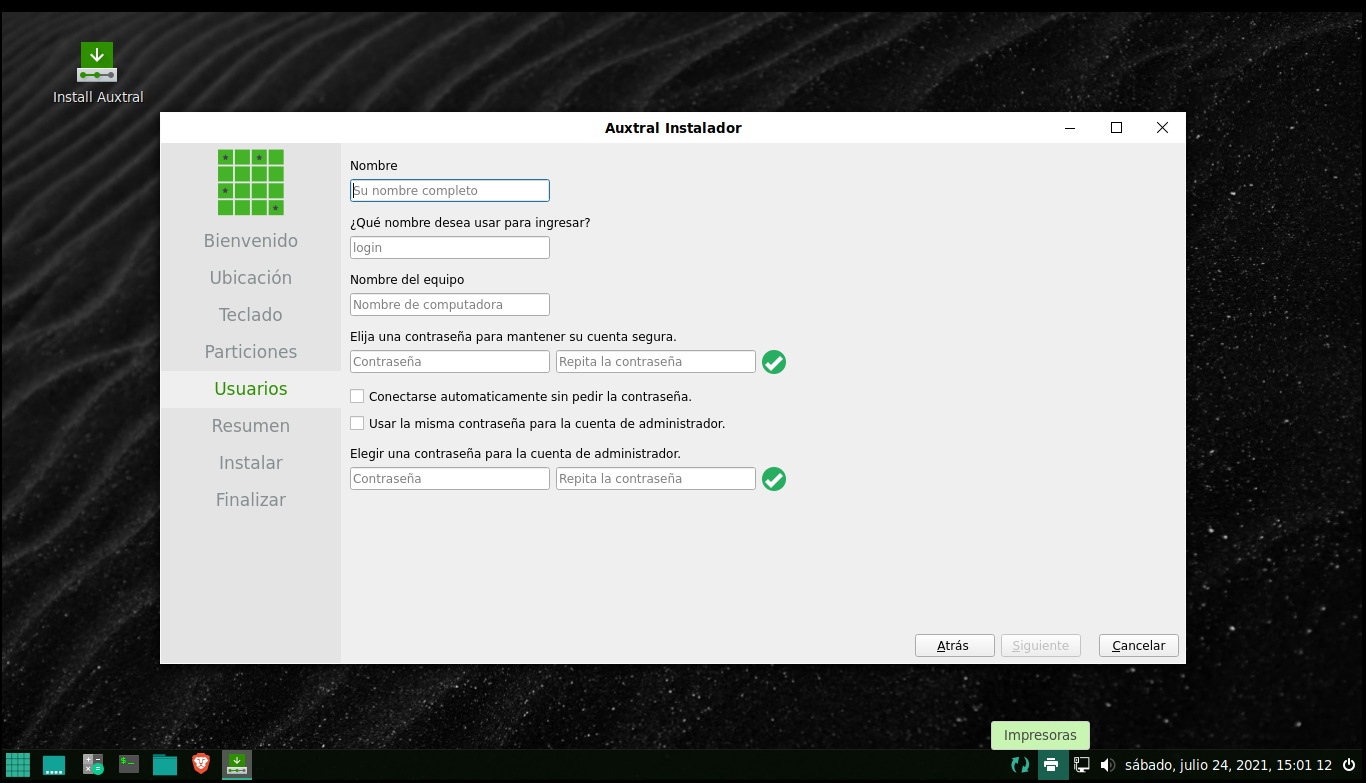 Install Auxtral
Auxtral Instalador
Bienvenido
Ubicación
Teclado
Particiones
Usuarios
Resumen
Instalar
Finalizar
Nombre
Su nombre completo
¿Qué nombre desea usar para ingresar?
login
Nombre del equipo
Nombre de computadora
Elija una contraseña para mantener su cuenta segura.
Contraseña Repita la contraseña
Conectarse automaticamente sin pedir la contraseña.
Usar la misma contraseña para la cuenta de administrador.
Elegir una contraseña para la cuenta de administrador.
Contraseña Repita la contraseña
Atrás Siguiente Cancelar
Impresoras
sábado, julio 24, 2021, 15:01 12